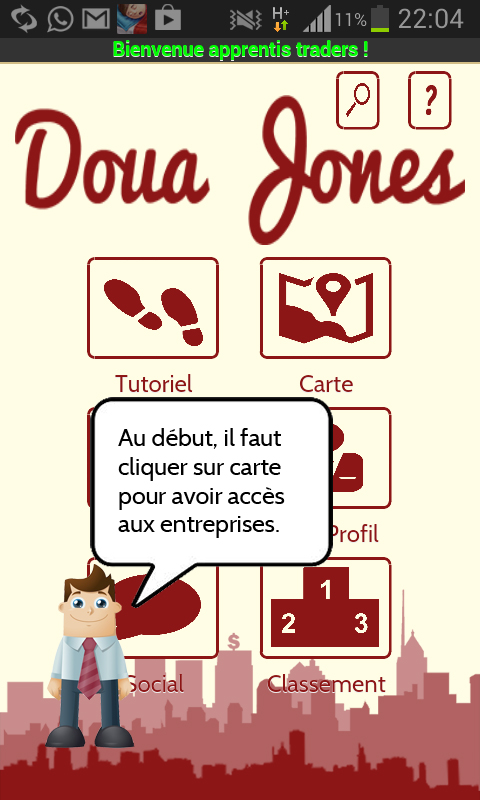 11% 22:04
Bienvenue apprentis traders !
?
Doua Jones
Tutoriel Carte
Au début, il faut
cliquer sur carte
pour avoir accès
aux entreprises.
Profil
1
2 3
$
Social Classement